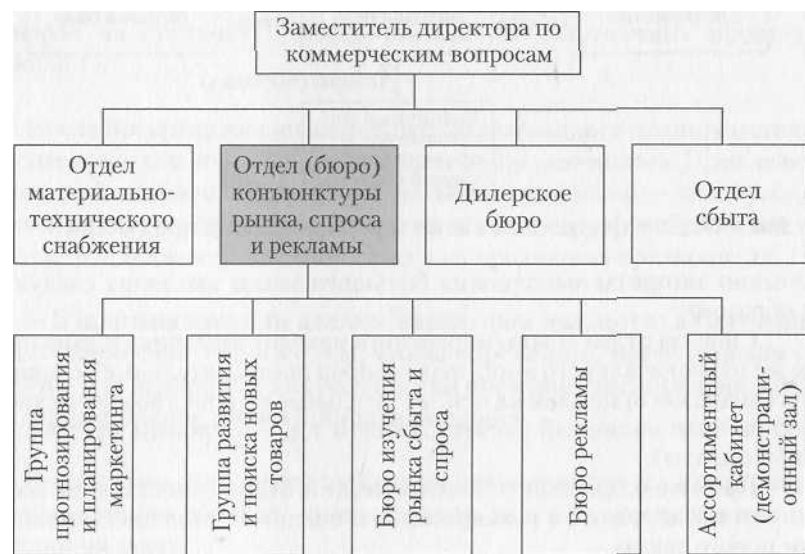 Заместитель директора по
коммерческим вопросам
Отдел
материально-
технического
снабжения
Отдел (бюро)
конъюнктуры
рынка, спроса
и рекламы
Дилерское
бюро
Отдел
сбыта
Группа
прогнозирования
и планирования
маркетинга
Группа развития
и поиска новых
товаров
Бюро изучения
рынка сбыта и
спроса
Бюро рекламы
Ассортиментный
кабинет
(демонстраци-
онный зал)